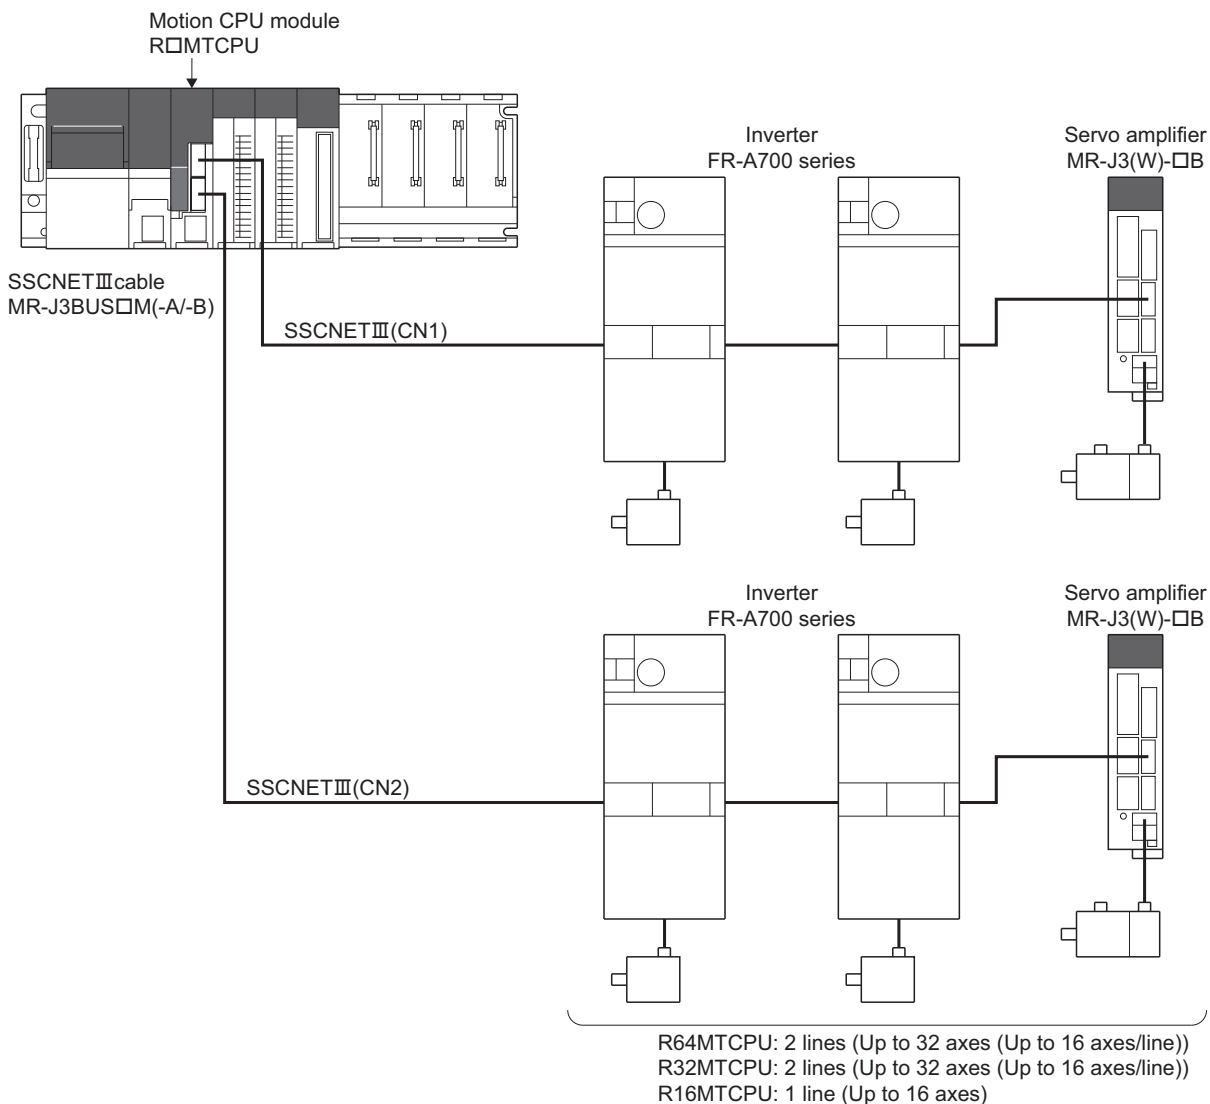 Motion CPU module
R□MTCPU
Inverter
FR-A700 series
Servo amplifier
MR-J3(W)-□B
SSCNETⅢcable
MR-J3BUS□M(-A/-B)
SSCNETⅢ(CN1)
Inverter
FR-A700 series
Servo amplifier
MR-J3(W)-□B
SSCNETⅢ(CN2)
R64MTCPU: 2 lines (Up to 32 axes (Up to 16 axes/line))
R32MTCPU: 2 lines (Up to 32 axes (Up to 16 axes/line))
R16MTCPU: 1 line (Up to 16 axes)